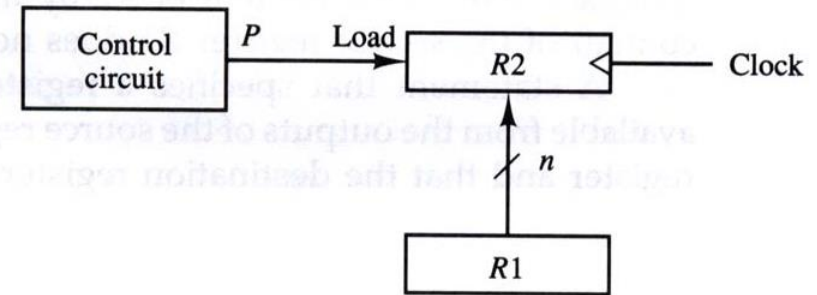 Control
circuit
P
Load
R2
Clock
n
R1